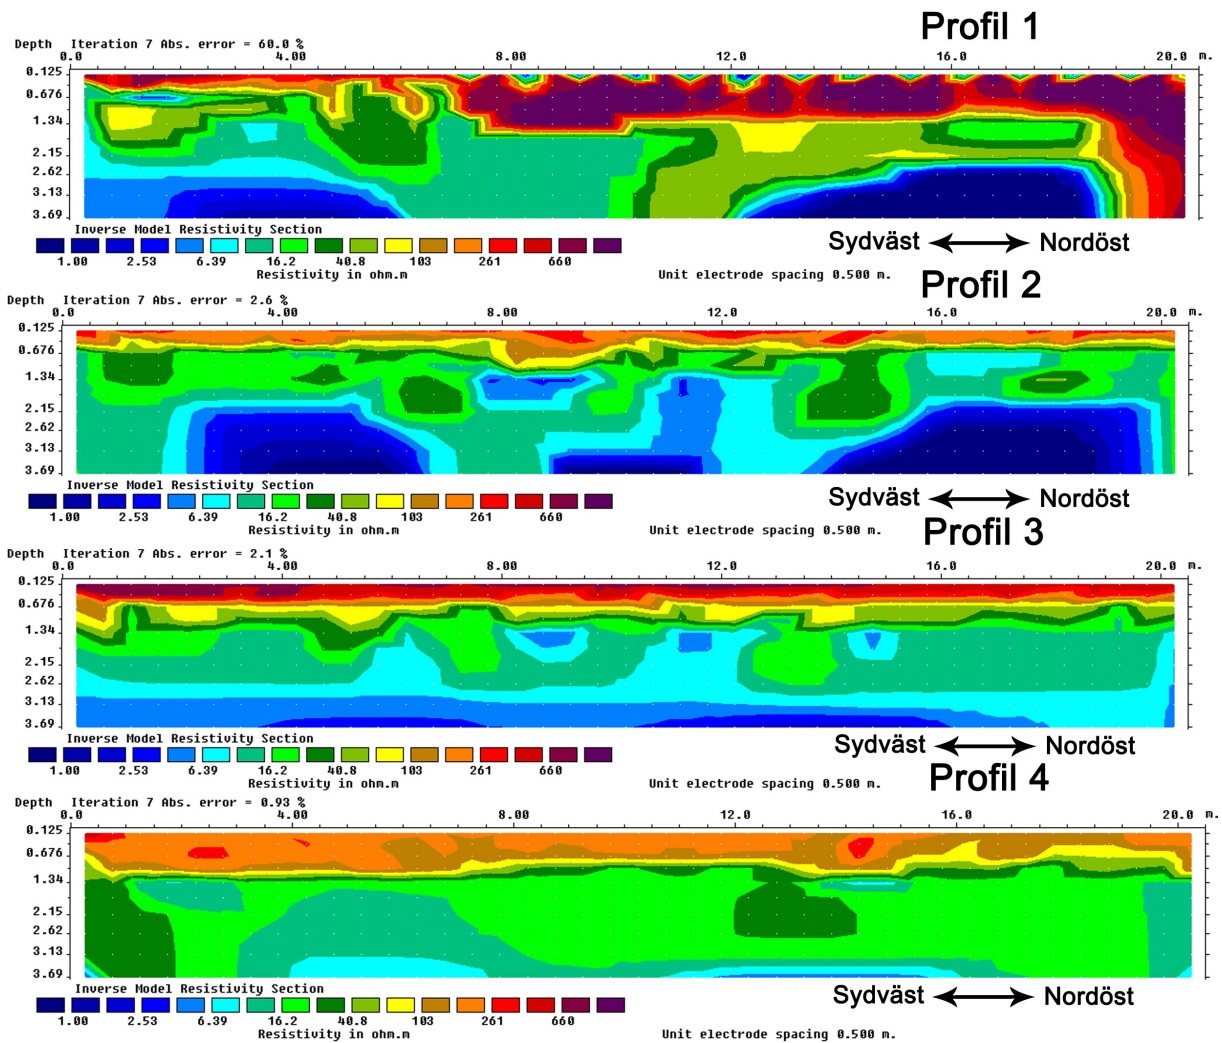 Profil 1
Depth Iteration 7 Abs. error = 60.0 %
0.0 4.00 8.00 12.0 16.0 20.0 m.
0.125
0.676
1.34
2.15
2.62
3.13
3.69
Inverse Model Resistivity Section
1.00 2.53 6.39 16.2 40.8 103 261 660
Resistivity in ohm.m
Unit electrode spacing 0.500 m.
Sydväst Nordöst
Profil 2
Depth Iteration 7 Abs. error = 2.6 %
0.0 4.00 8.00 12.0 16.0 20.0 m.
0.125
0.676
1.34
2.15
2.62
3.13
3.69
Inverse Model Resistivity Section
1.00 2.53 6.39 16.2 40.8 103 261 660
Resistivity in ohm.m
Unit electrode spacing 0.500 m.
Sydväst Nordöst
Profil 3
Depth Iteration 7 Abs. error = 2.1 %
0.0 4.00 8.00 12.0 16.0 20.0 m.
0.125
0.676
1.34
2.15
2.62
3.13
3.69
Inverse Model Resistivity Section
1.00 2.53 6.39 16.2 40.8 103 261 660
Resistivity in ohm.m
Unit electrode spacing 0.500 m.
Sydväst Nordöst
Profil 4
Depth Iteration 7 Abs. error = 0.93 %
0.0 4.00 8.00 12.0 16.0 20.0 m.
0.125
0.676
1.34
2.15
2.62
3.13
3.69
Inverse Model Resistivity Section
1.00 2.53 6.39 16.2 40.8 103 261 660
Resistivity in ohm.m
Unit electrode spacing 0.500 m.
Sydväst Nordöst